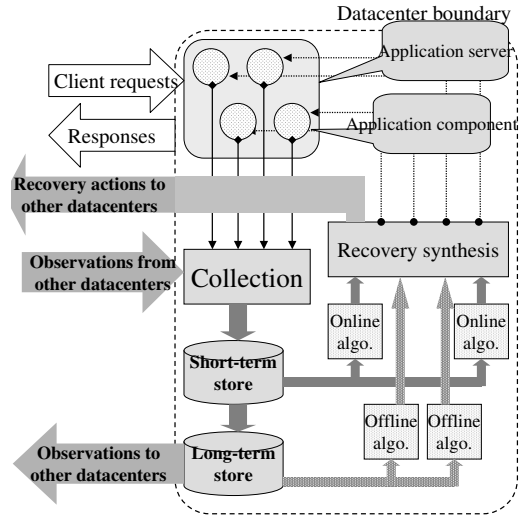 Datacenter boundary
Application server
Client requests
Application component
Responses
Recovery actions to
other datacenters
Recovery synthesis
Observations from
other datacenters
Collection
Online
algo.
Online
algo.
Short-term
store
Offline
algo.
Offline
algo.
Observations to
other datacenters
Long-term
store